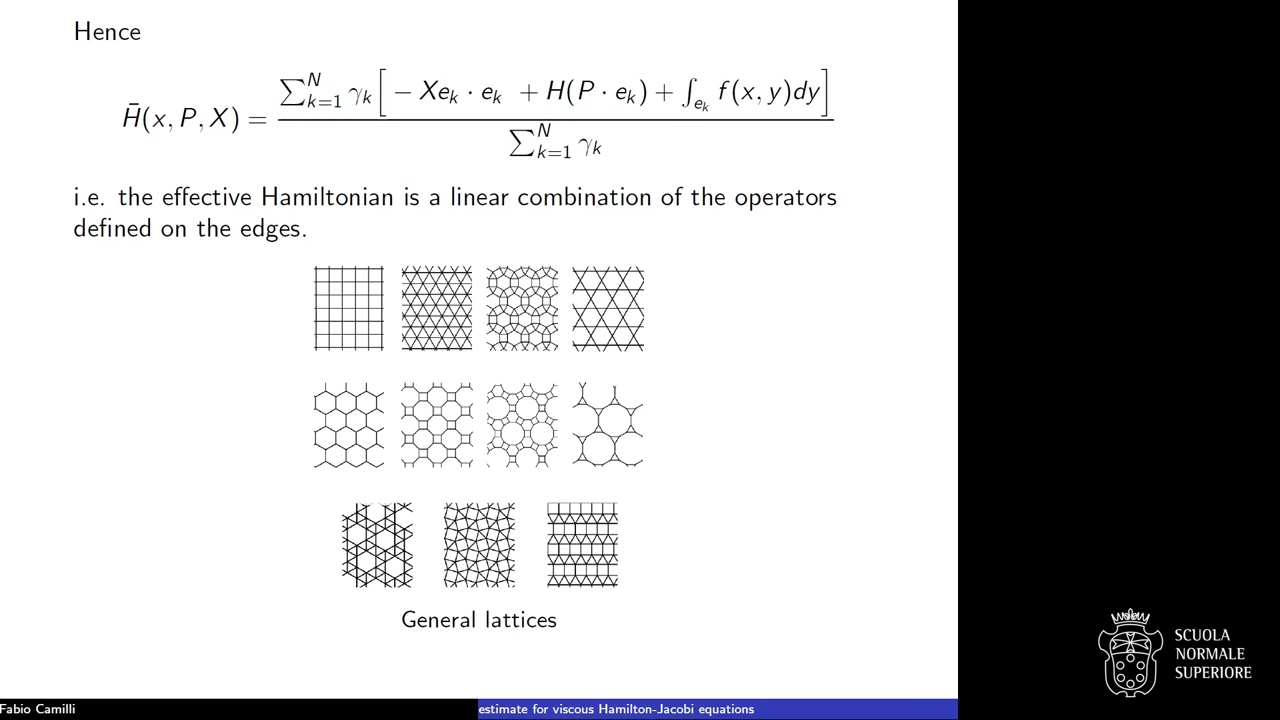 Hence
H̄(x, P, X) = ∑_{k=1}^{N} γ_k [ − Xe_k · e_k + H(P · e_k) + ∫_{e_k} f(x, y)dy ] / ∑_{k=1}^{N} γ_k
i.e. the effective Hamiltonian is a linear combination of the operators
defined on the edges.
General lattices
SCUOLA
NORMALE
SUPERIORE
Fabio Camilli
estimate for viscous Hamilton-Jacobi equations